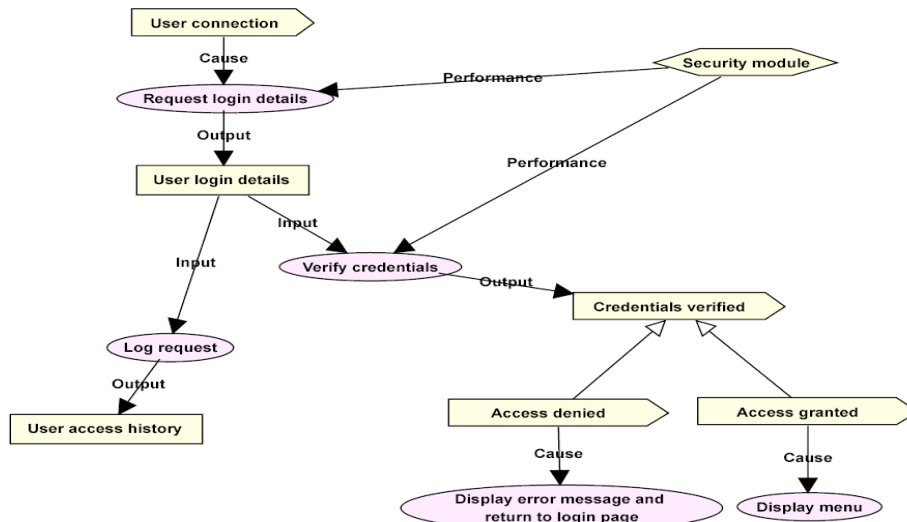 User connection
Cause
Security module
Performance
Request login details
Output
Performance
User login details
Input
Input
Verify credentials
Output
Credentials verified
Log request
Output
Access denied
Access granted
User access history
Cause
Cause
Display error message and
return to login page
Display menu